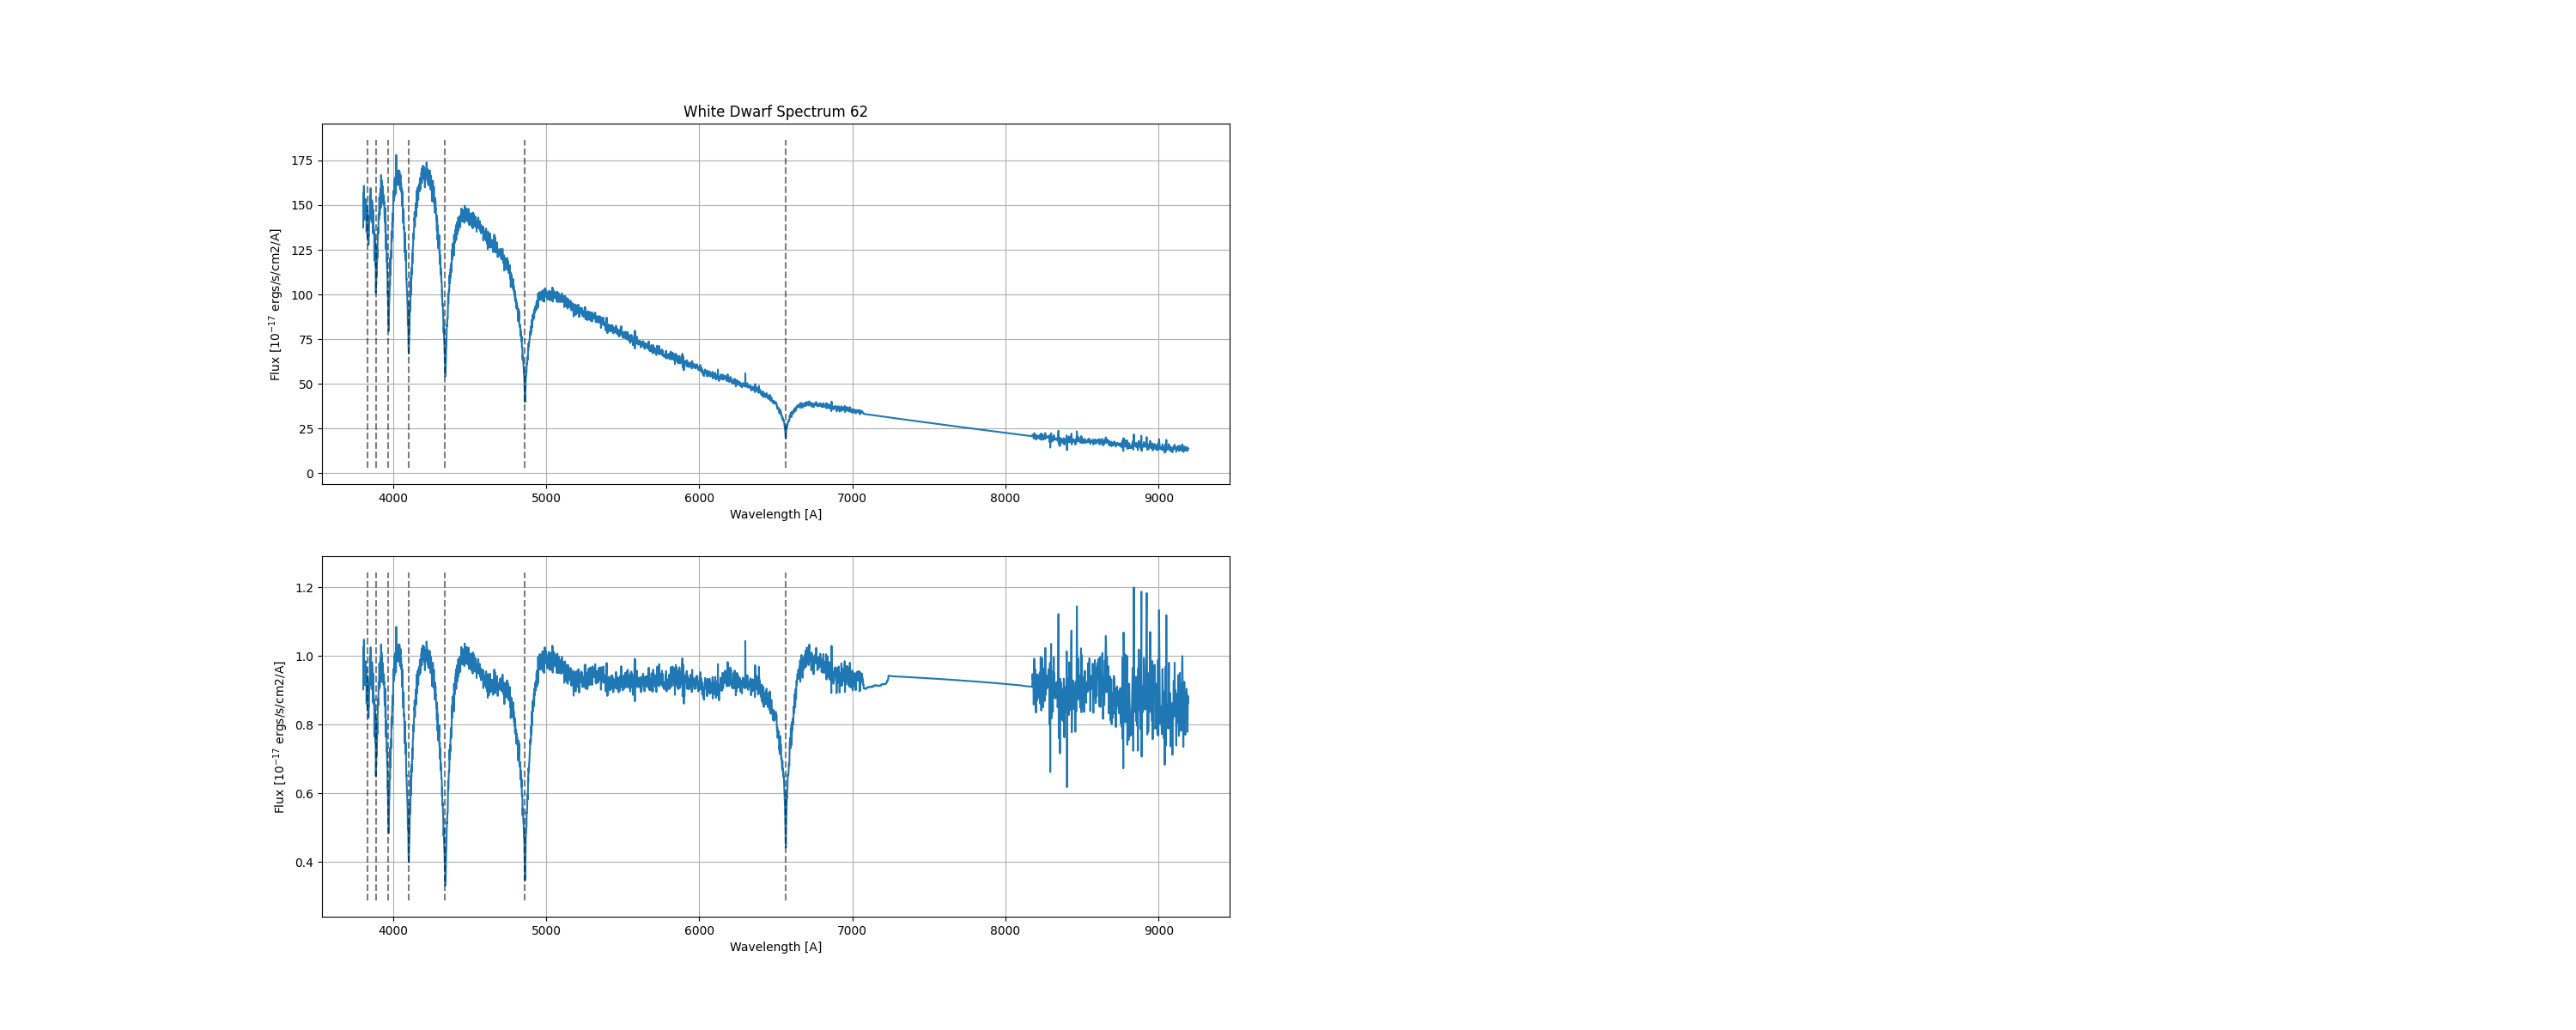 White Dwarf Spectrum 62
Flux [10⁻¹⁷ ergs/s/cm2/A]
175
150
125
100
75
50
25
0
4000 5000 6000 7000 8000 9000
Wavelength [A]
Flux [10⁻¹⁷ ergs/s/cm2/A]
1.2
1.0
0.8
0.6
0.4
4000 5000 6000 7000 8000 9000
Wavelength [A]